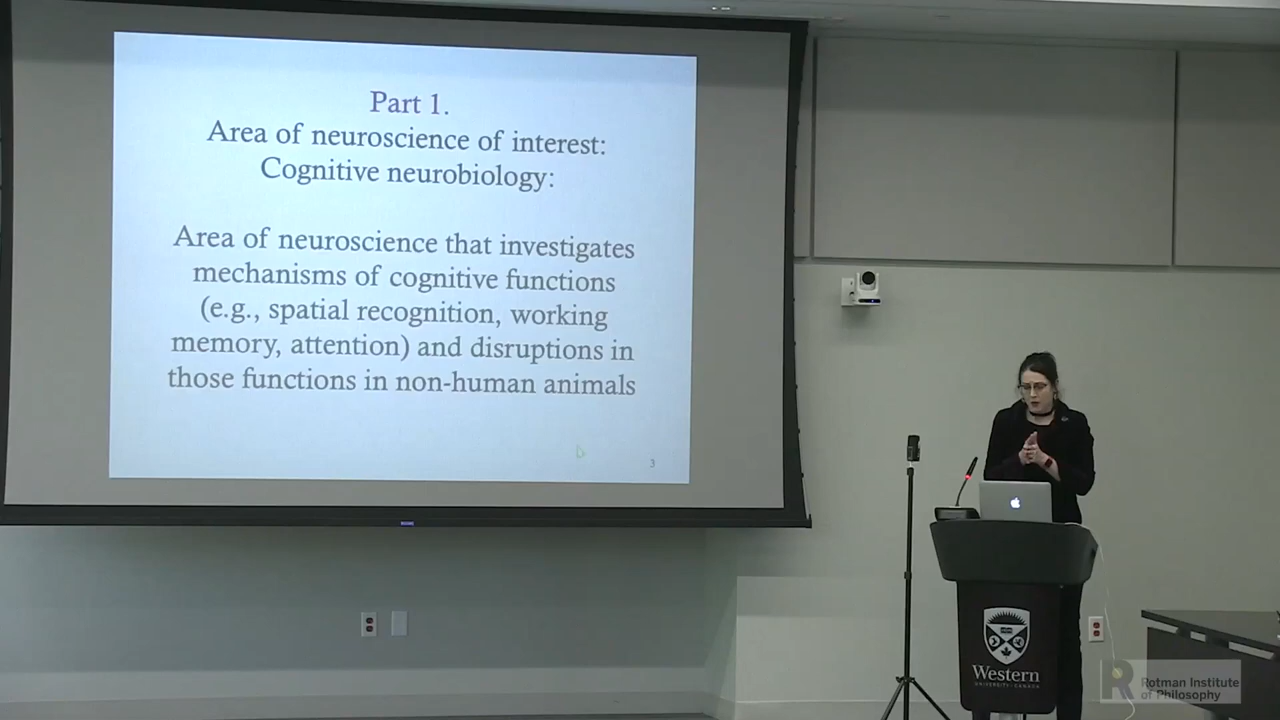 Part 1.
Area of neuroscience of interest:
Cognitive neurobiology:
Area of neuroscience that investigates
mechanisms of cognitive functions
(e.g., spatial recognition, working
memory, attention) and disruptions in
those functions in non-human animals
3
Western
UNIVERSITY · CANADA
R
Rotman Institute
of Philosophy